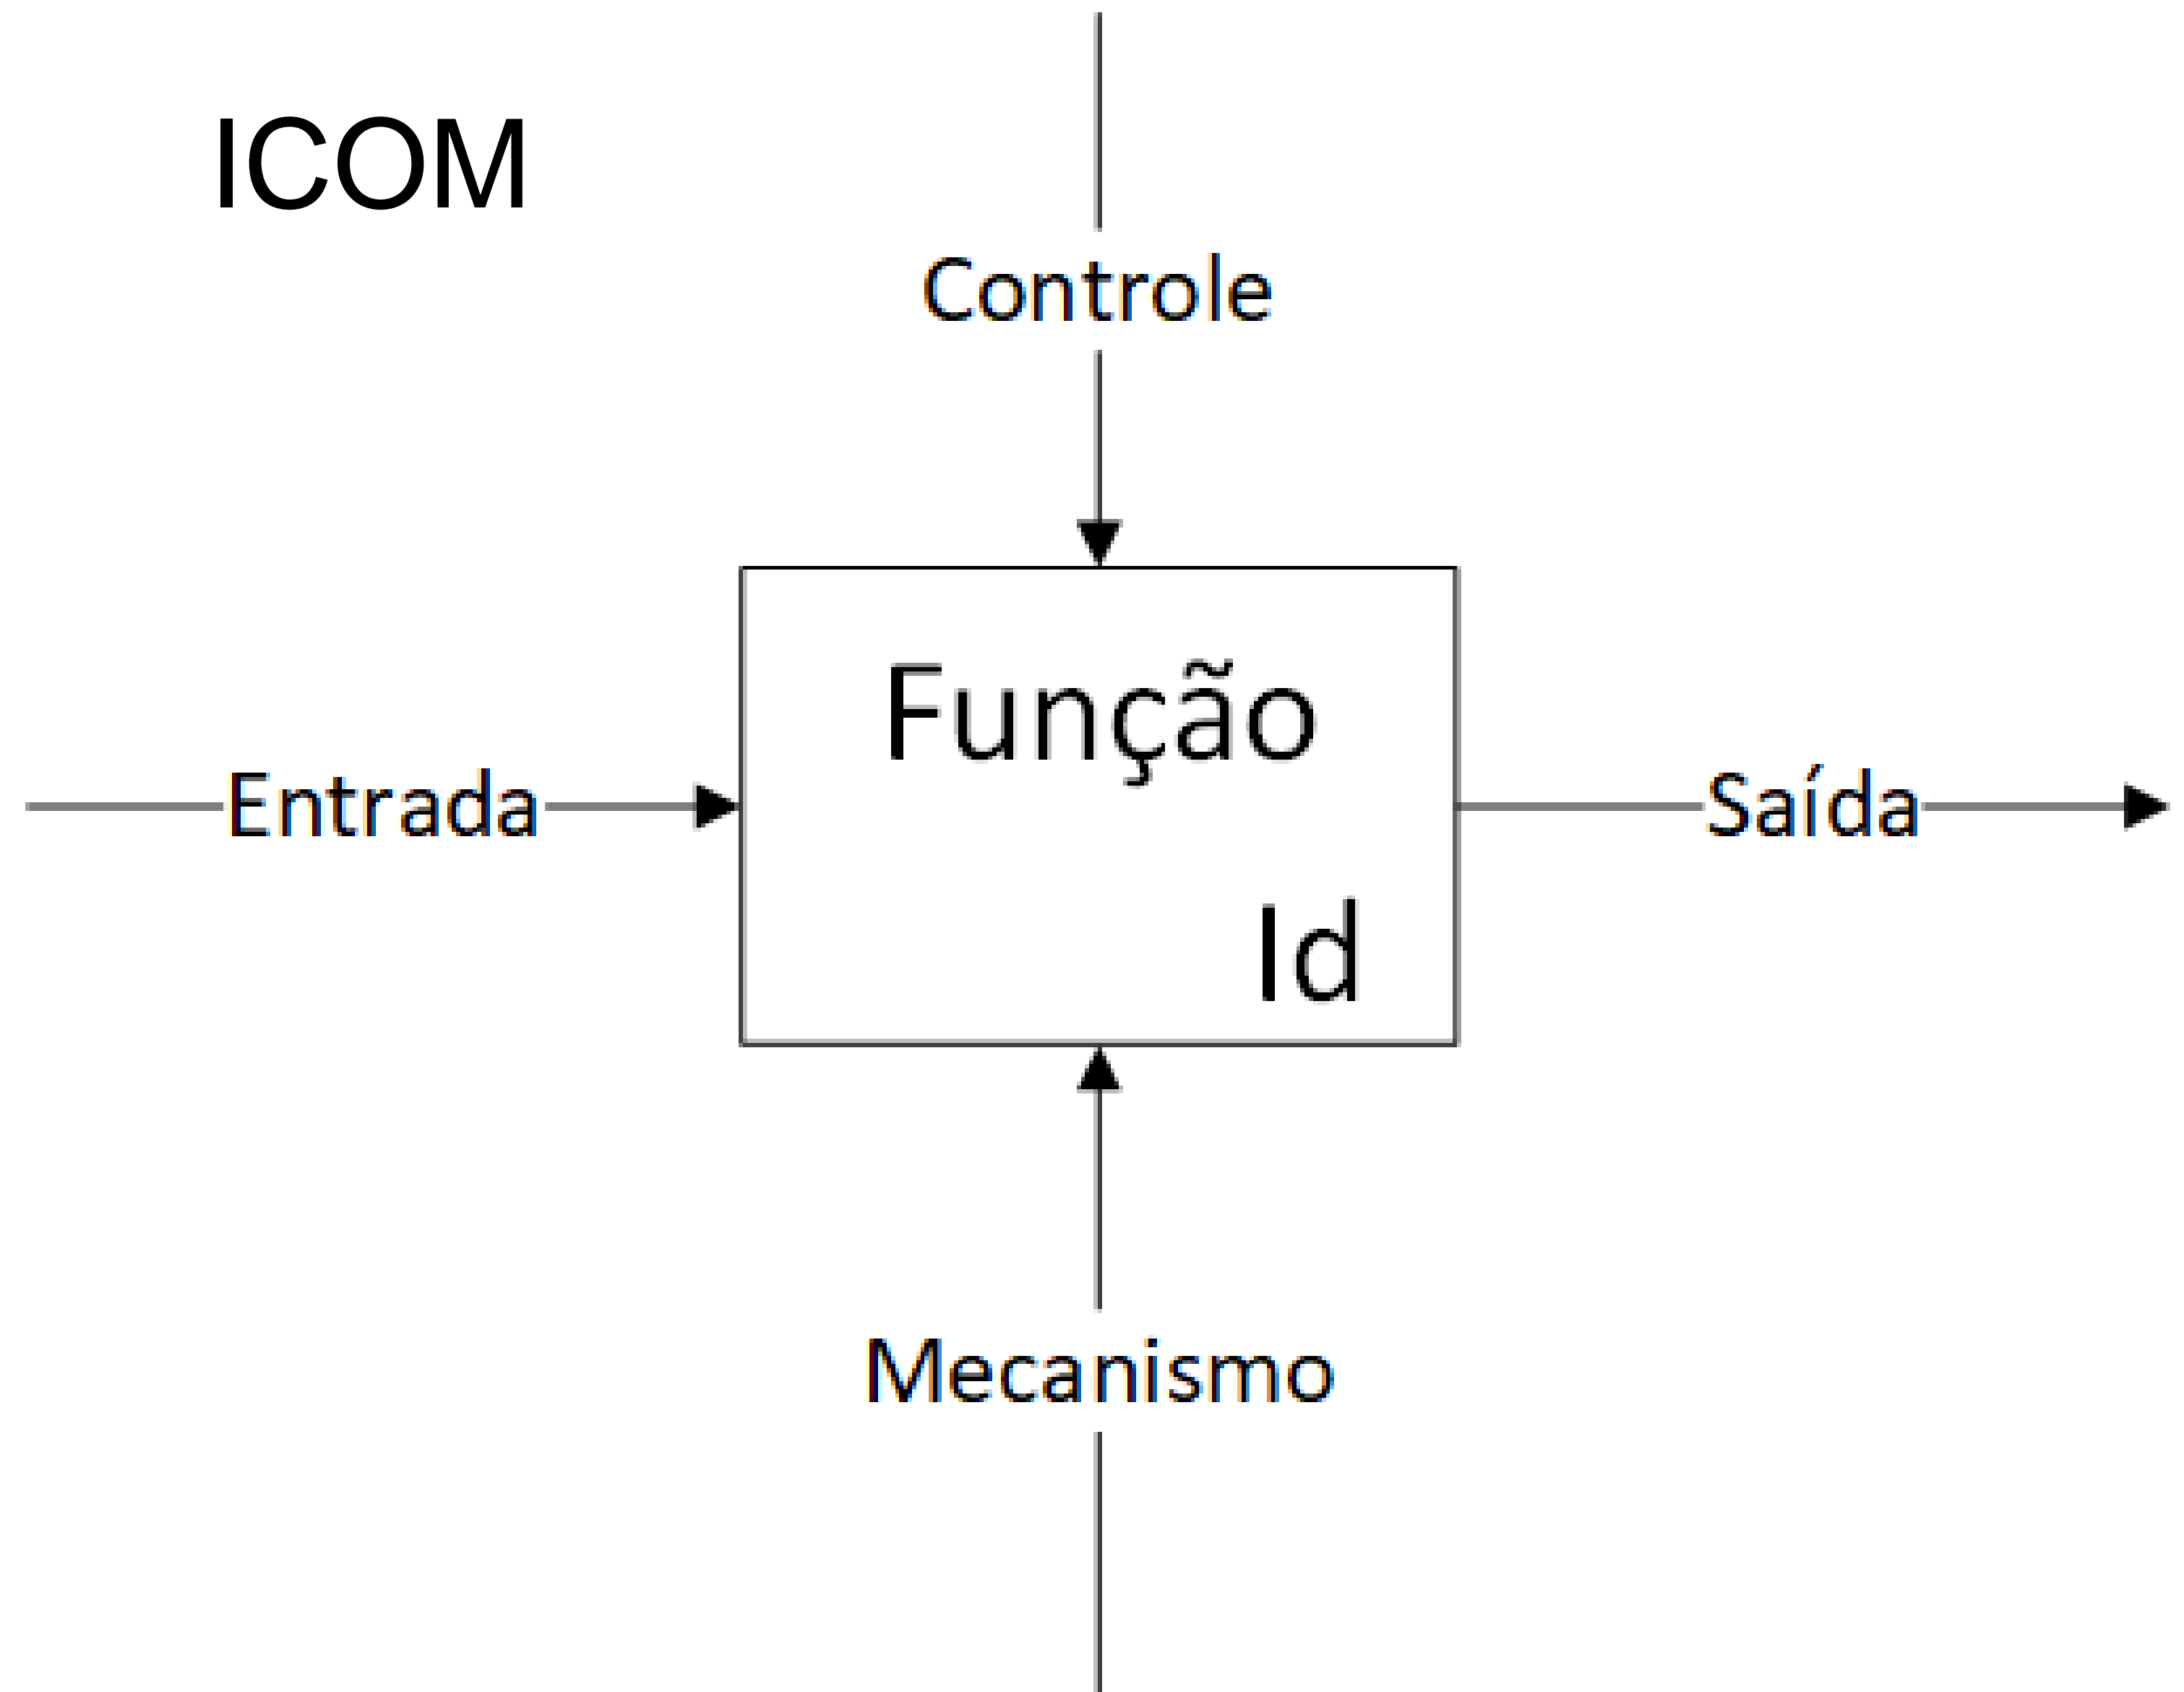 ICOM
Controle
Função
Entrada
Saída
Id
Mecanismo